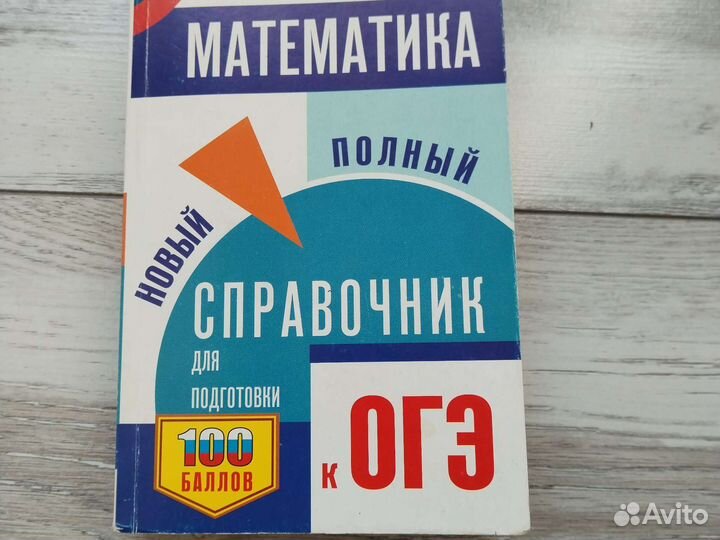 МАТЕМАТИКА
НОВЫЙ
ПОЛНЫЙ
СПРАВОЧНИК
ДЛЯ
ПОДГОТОВКИ
100
БАЛЛОВ
К ОГЭ
Avito